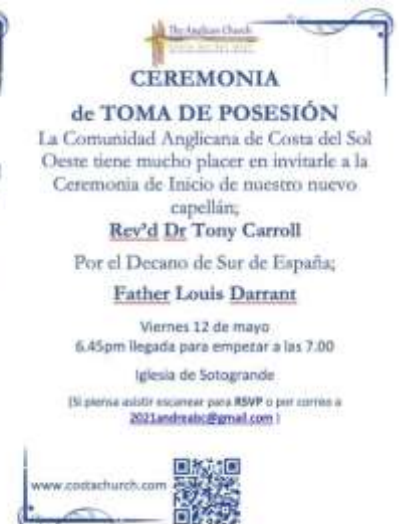 The Anglican Church
CEREMONIA
de TOMA DE POSESIÓN
La Comunidad Anglicana de Costa del Sol
Oeste tiene mucho placer en invitarle a la
Ceremonia de Inicio de nuestro nuevo
capellán;
Rev'd Dr Tony Carroll
Por el Decano de Sur de España;
Father Louis Darrant
Viernes 12 de mayo
6.45pm llegada para empezar a las 7.00
Iglesia de Sotogrande
(Si piensa asistir escanear para RSVP o por correo a
2021andreabc@gmail.com )
www.codtachurch.com